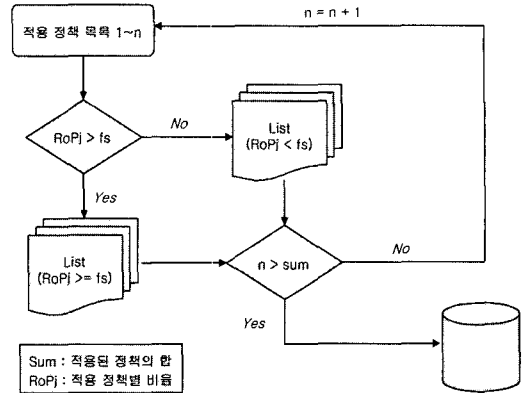 n = n + 1
적용 정책 목록 1~n
RoPj > fs
No
List
(RoPj < fs)
Yes
List
(RoPj >= fs)
n > sum
No
Yes
Sum : 적용된 정책의 합
RoPj : 적용 정책별 비율